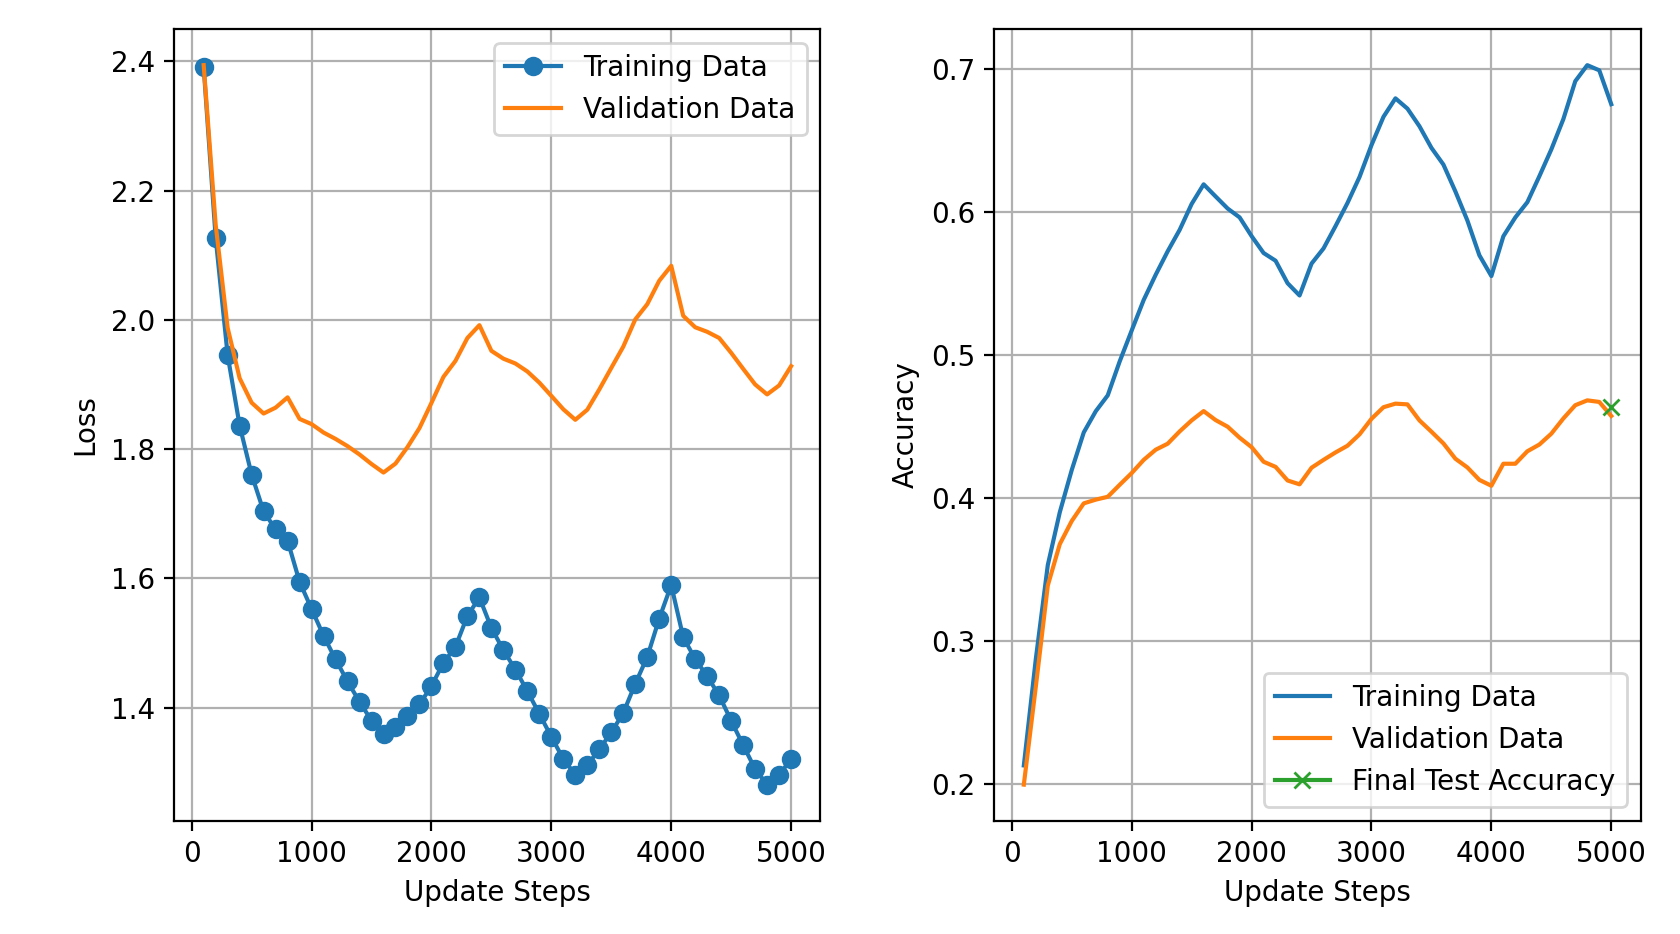 Loss
2.4
2.2
2.0
1.8
1.6
1.4
0 1000 2000 3000 4000 5000
Update Steps
Training Data
Validation Data
Accuracy
0.7
0.6
0.5
0.4
0.3
0.2
0 1000 2000 3000 4000 5000
Update Steps
Training Data
Validation Data
Final Test Accuracy